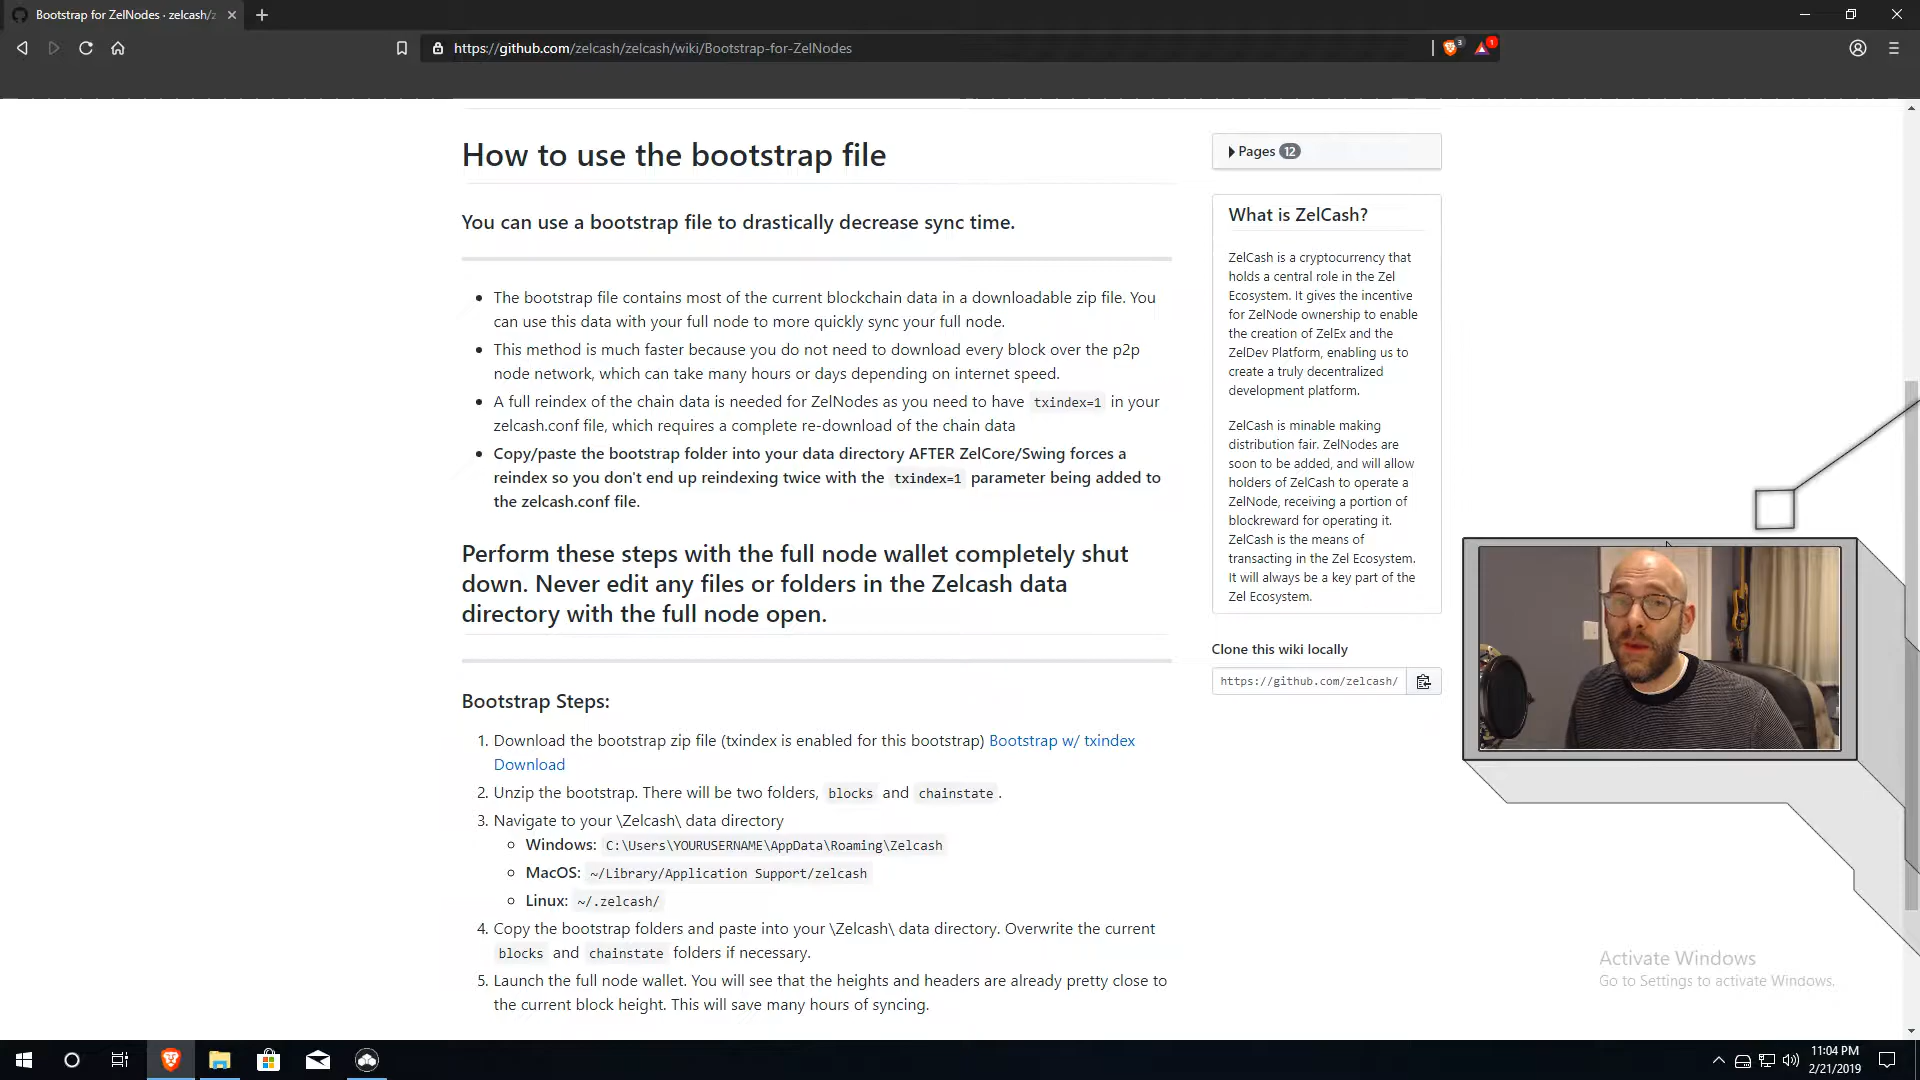 Bootstrap for ZelNodes · zelcash/z
https://github.com/zelcash/zelcash/wiki/Bootstrap-for-ZelNodes
3
1
How to use the bootstrap file
You can use a bootstrap file to drastically decrease sync time.
• The bootstrap file contains most of the current blockchain data in a downloadable zip file. You
can use this data with your full node to more quickly sync your full node.
• This method is much faster because you do not need to download every block over the p2p
node network, which can take many hours or days depending on internet speed.
• A full reindex of the chain data is needed for ZelNodes as you need to have txindex=1 in your
zelcash.conf file, which requires a complete re-download of the chain data
• Copy/paste the bootstrap folder into your data directory AFTER ZelCore/Swing forces a
reindex so you don't end up reindexing twice with the txindex=1 parameter being added to
the zelcash.conf file.
Perform these steps with the full node wallet completely shut
down. Never edit any files or folders in the Zelcash data
directory with the full node open.
Bootstrap Steps:
1. Download the bootstrap zip file (txindex is enabled for this bootstrap) Bootstrap w/ txindex
Download
2. Unzip the bootstrap. There will be two folders, blocks and chainstate .
3. Navigate to your \Zelcash\ data directory
Windows: C:\Users\YOURUSERNAME\AppData\Roaming\Zelcash
MacOS: ~/Library/Application Support/zelcash
Linux: ~/.zelcash/
4. Copy the bootstrap folders and paste into your \Zelcash\ data directory. Overwrite the current
blocks and chainstate folders if necessary.
5. Launch the full node wallet. You will see that the heights and headers are already pretty close to
the current block height. This will save many hours of syncing.
Pages 12
What is ZelCash?
ZelCash is a cryptocurrency that
holds a central role in the Zel
Ecosystem. It gives the incentive
for ZelNode ownership to enable
the creation of ZelEx and the
ZelDev Platform, enabling us to
create a truly decentralized
development platform.
ZelCash is minable making
distribution fair. ZelNodes are
soon to be added, and will allow
holders of ZelCash to operate a
ZelNode, receiving a portion of
blockreward for operating it.
ZelCash is the means of
transacting in the Zel Ecosystem.
It will always be a key part of the
Zel Ecosystem.
Clone this wiki locally
https://github.com/zelcash/
Activate Windows
Go to Settings to activate Windows.
11:04 PM
2/21/2019